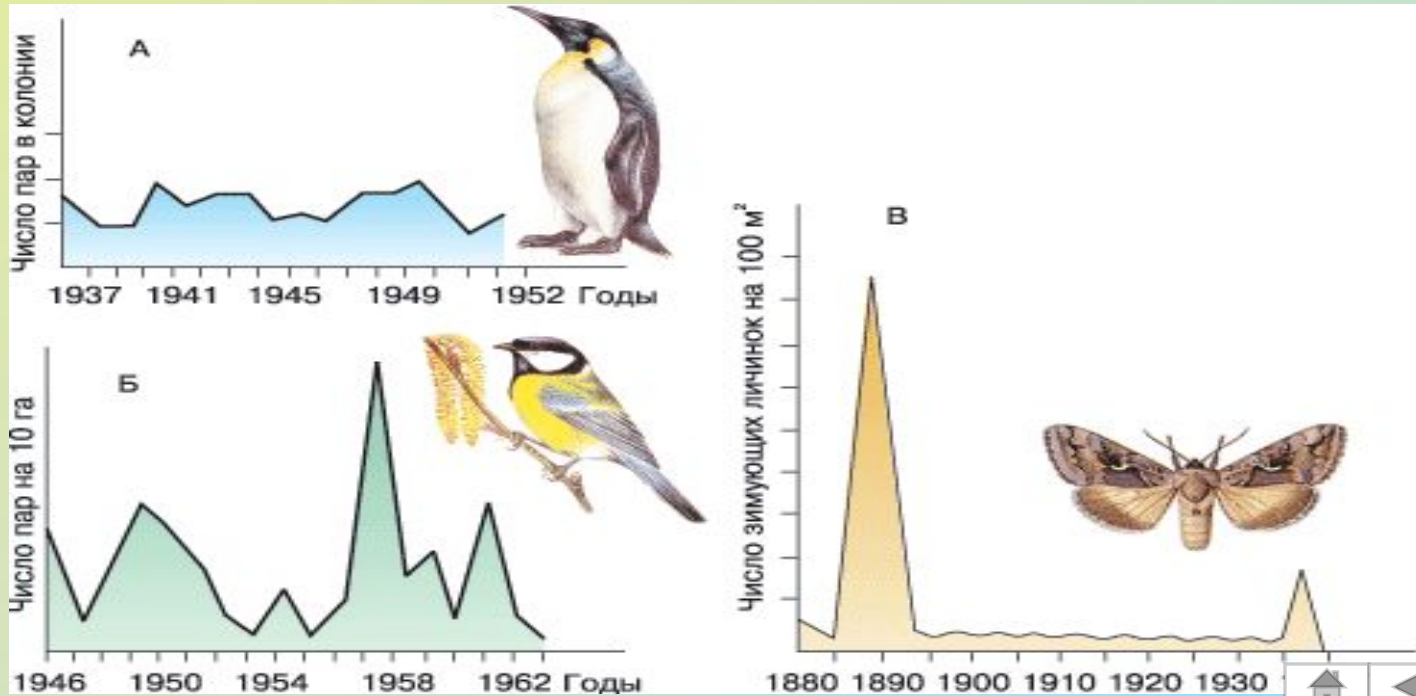 А
Число пар в колонии
1937 1941 1945 1949 1952 Годы
Б
Число пар на 10 га
1946 1950 1954 1958 1962 Годы
В
Число зимующих личинок на 100 м²
1880 1890 1900 1910 1920 1930